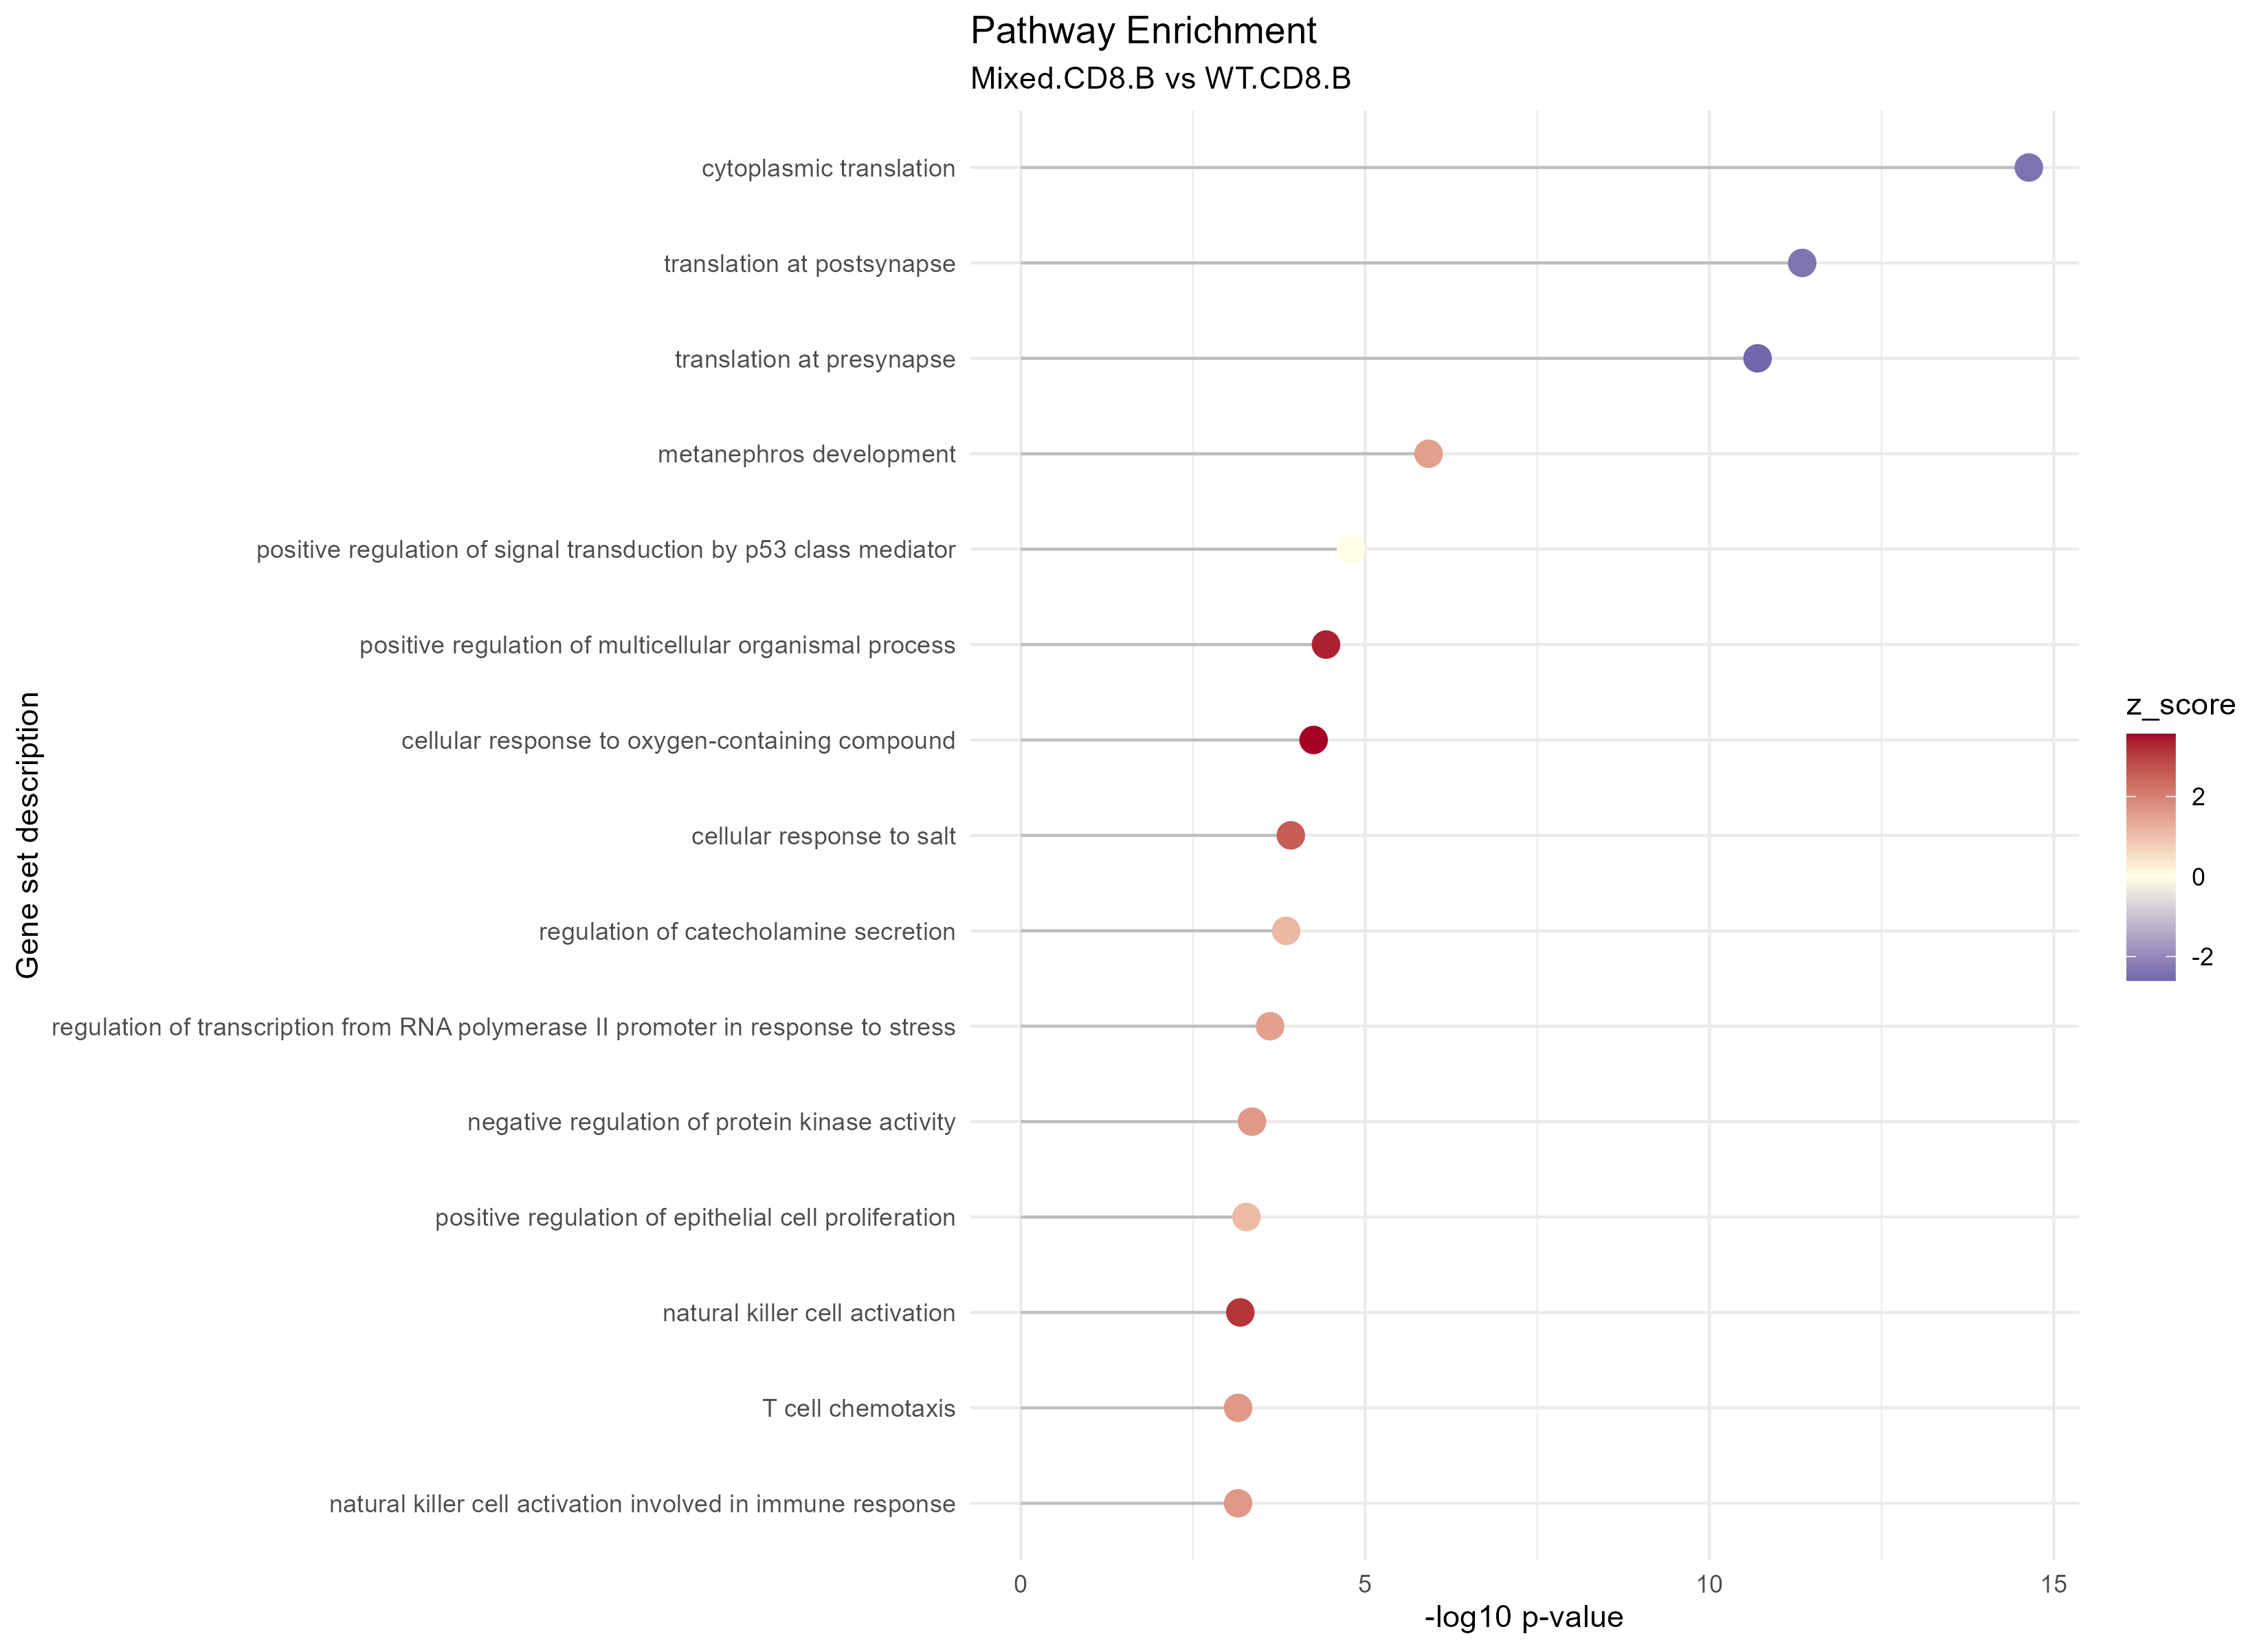 Pathway Enrichment
Mixed.CD8.B vs WT.CD8.B
Gene set description
cytoplasmic translation
translation at postsynapse
translation at presynapse
metanephros development
positive regulation of signal transduction by p53 class mediator
positive regulation of multicellular organismal process
cellular response to oxygen-containing compound
cellular response to salt
regulation of catecholamine secretion
regulation of transcription from RNA polymerase II promoter in response to stress
negative regulation of protein kinase activity
positive regulation of epithelial cell proliferation
natural killer cell activation
T cell chemotaxis
natural killer cell activation involved in immune response
0 5 10 15
-log10 p-value
z_score
2
0
-2